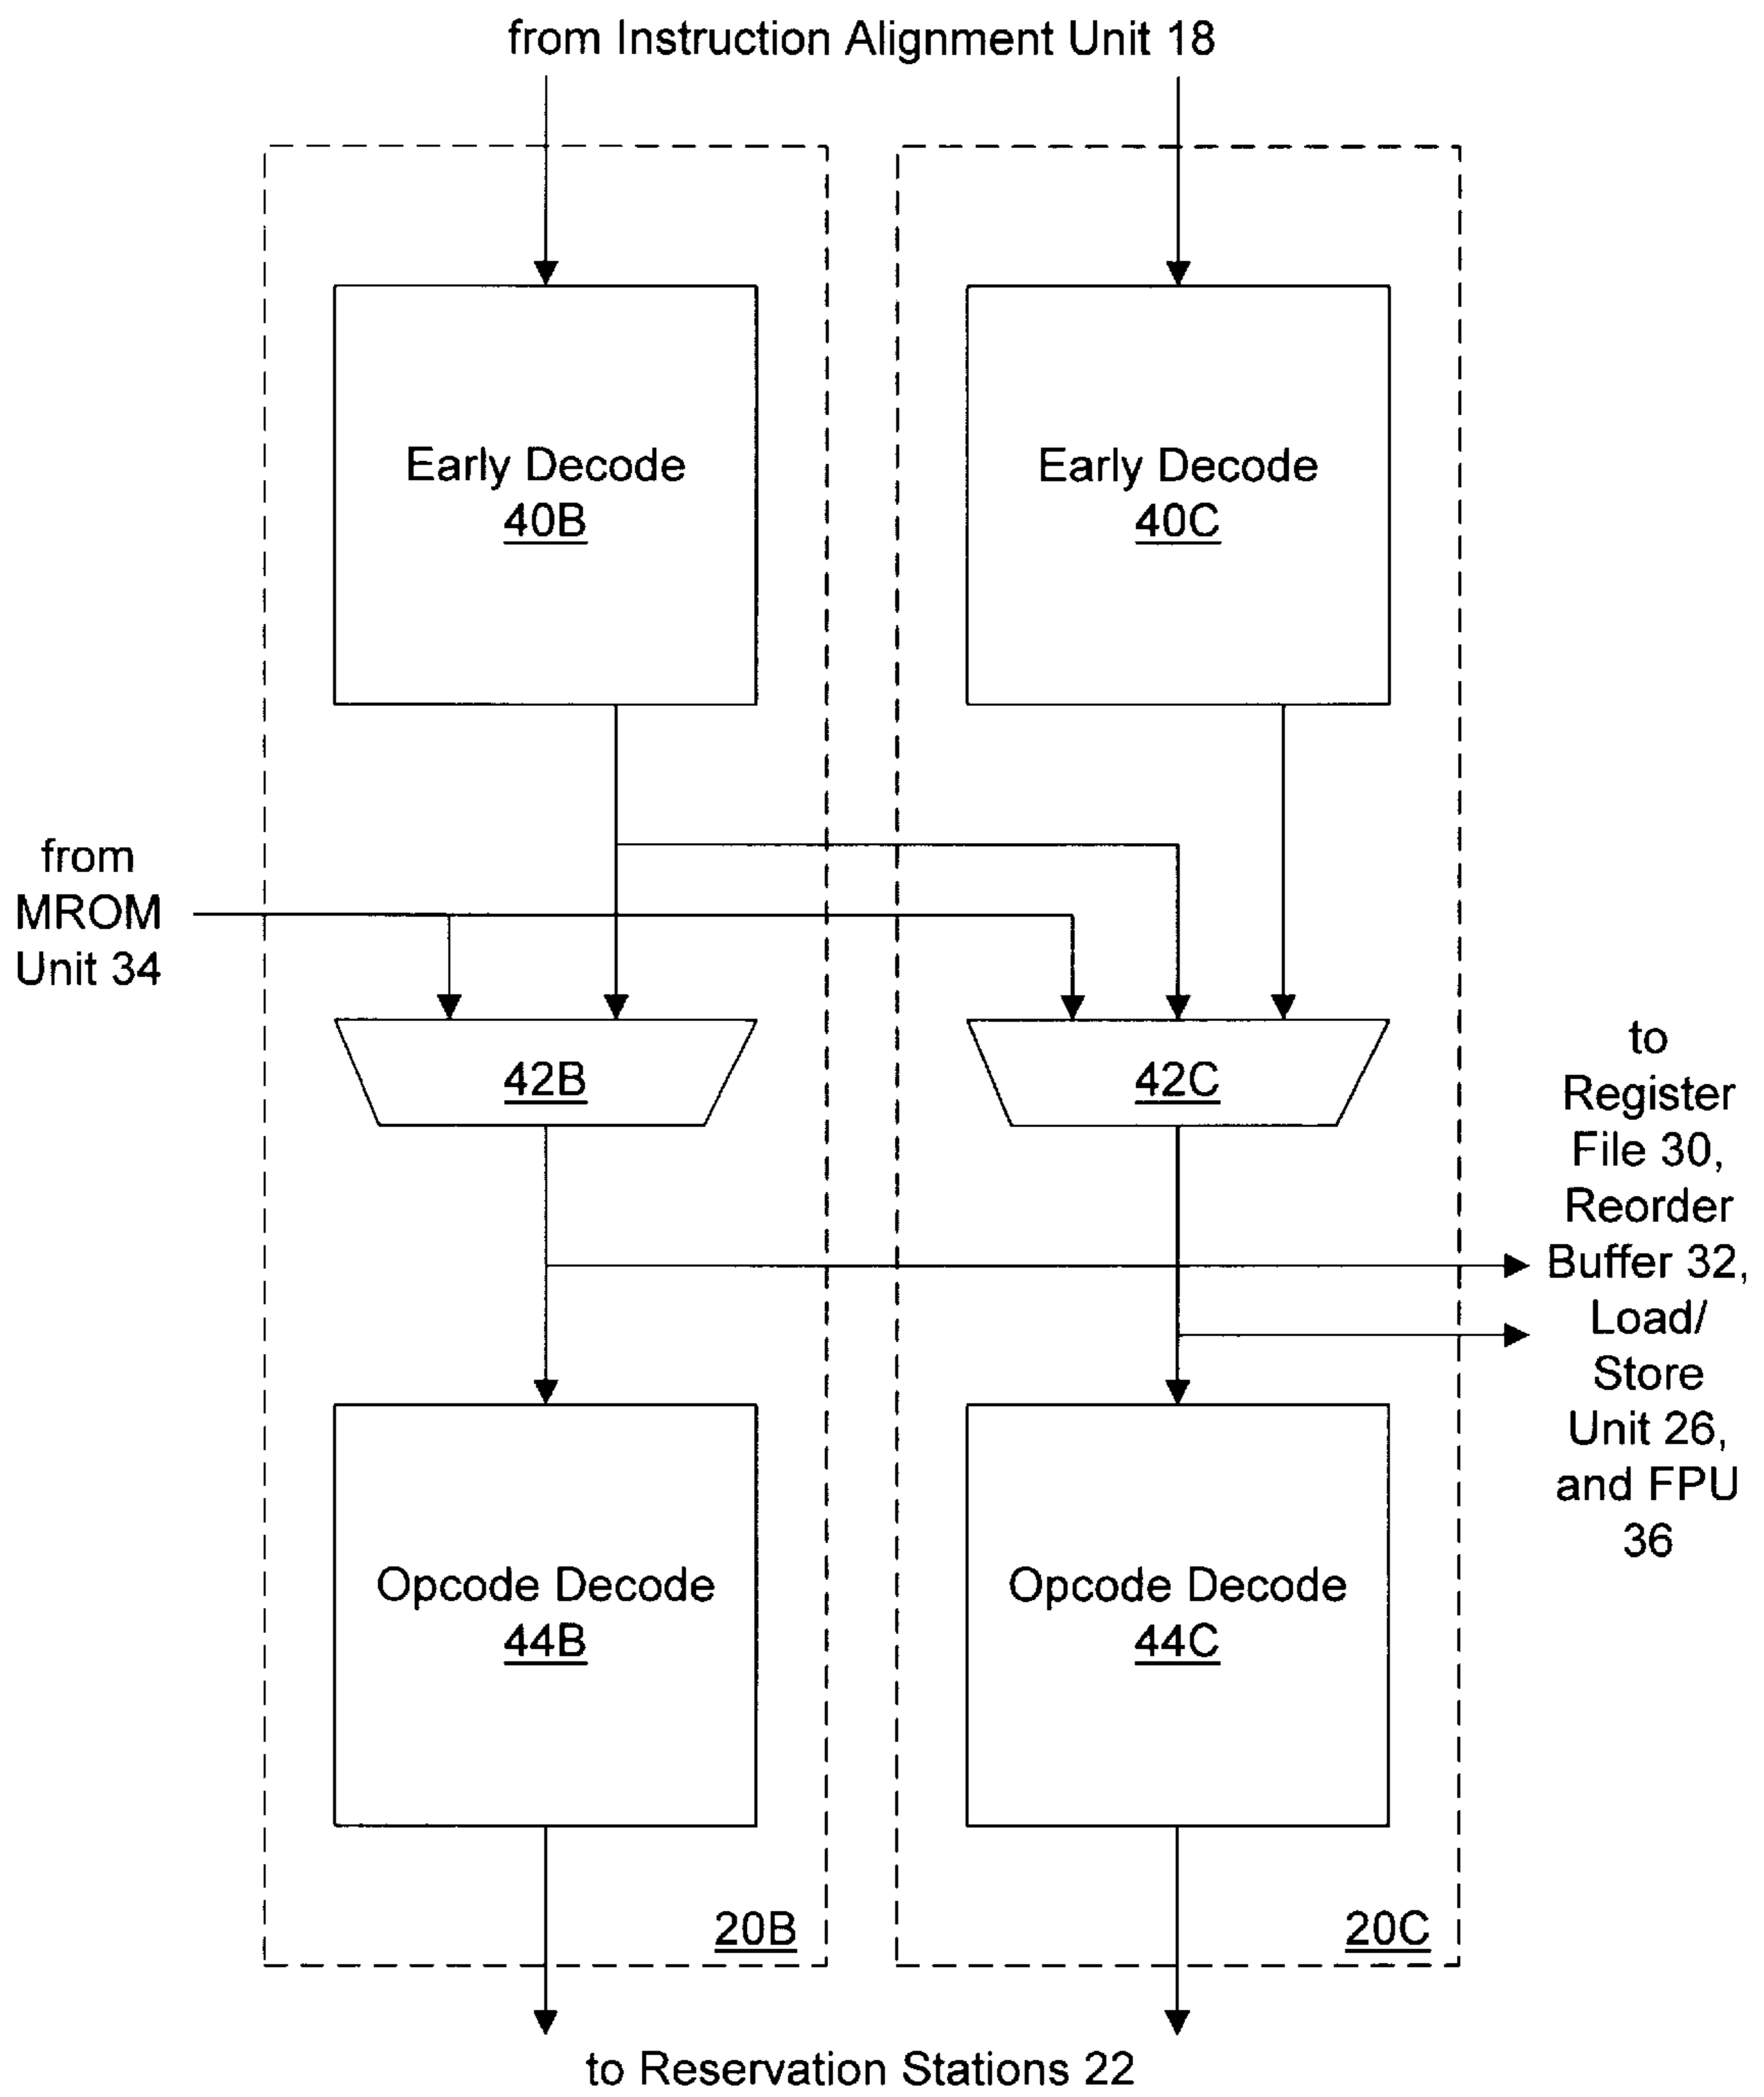 from Instruction Alignment Unit 18
Early Decode
40B
Early Decode
40C
from
MROM
Unit 34
42B
42C
to
Register
File 30,
Reorder
Buffer 32,
Load/
Store
Unit 26,
and FPU
36
Opcode Decode
44B
Opcode Decode
44C
20B
20C
to Reservation Stations 22